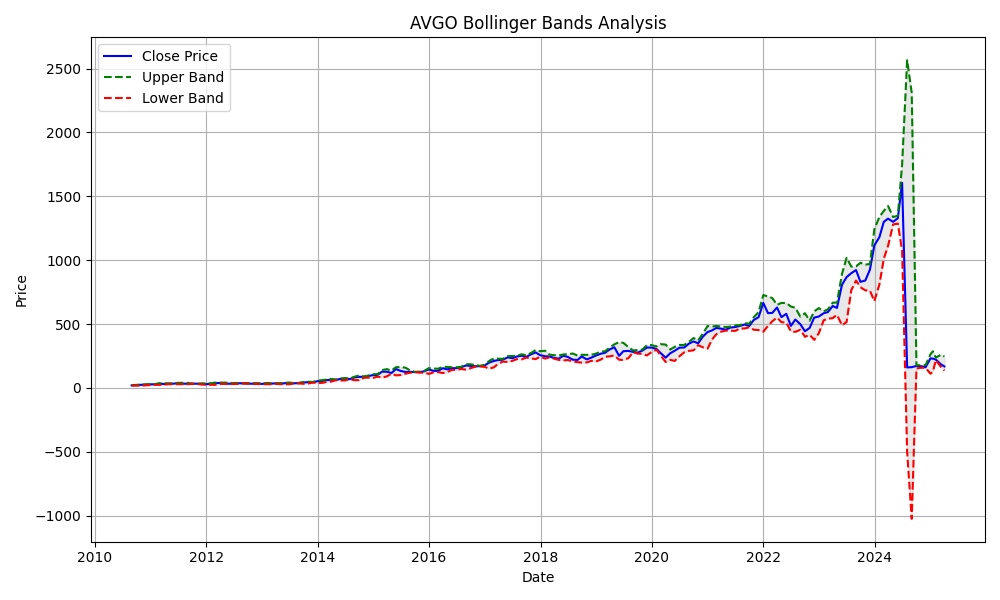 AVGO Bollinger Bands Analysis
Close Price
Upper Band
Lower Band
Price
2500
2000
1500
1000
500
0
−500
−1000
2010 2012 2014 2016 2018 2020 2022 2024
Date